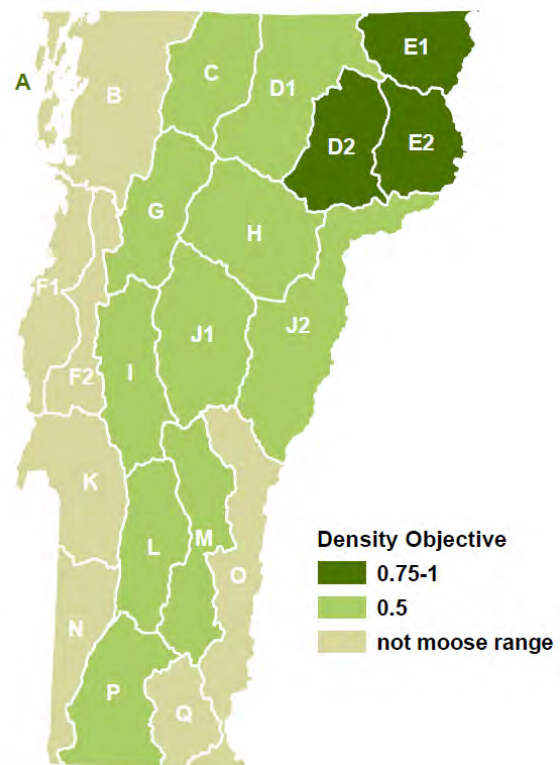 E1
A
C
B
D1
D2
E2
G
H
F1
J1
J2
I
F2
K
L
M
O
N
P
Q
Density Objective
0.75-1
0.5
not moose range